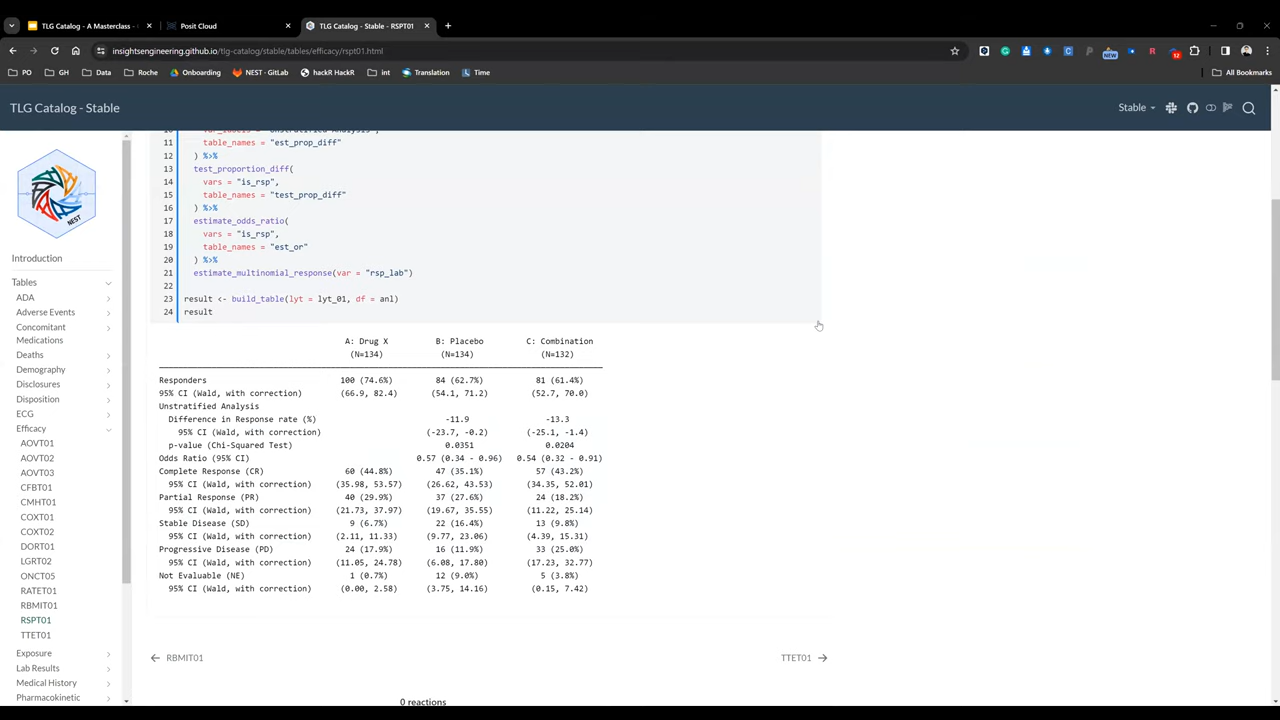 TLG Catalog - A Masterclass -
Posit Cloud
TLG Catalog - Stable - RSPT01
insightsengineering.github.io/tlg-catalog/stable/tables/efficacy/rspt01.html
PO
GH
Data
Roche
Onboarding
NEST · GitLab
hackR HackR
int
Translation
Time
All Bookmarks
TLG Catalog - Stable
Stable
NEST
Introduction
Tables
ADA
Adverse Events
Concomitant
Medications
Deaths
Demography
Disclosures
Disposition
ECG
Efficacy
AOVT01
AOVT02
AOVT03
CFBT01
CMHT01
COXT01
COXT02
DORT01
LGRT02
ONCT05
RATET01
RBMIT01
RSPT01
TTET01
Exposure
Lab Results
Medical History
Pharmacokinetic
10 var_labels = "Unstratified Analysis",
11 table_names = "est_prop_diff"
12 ) %>%
13 test_proportion_diff(
14 vars = "is_rsp",
15 table_names = "test_prop_diff"
16 ) %>%
17 estimate_odds_ratio(
18 vars = "is_rsp",
19 table_names = "est_or"
20 ) %>%
21 estimate_multinomial_response(var = "rsp_lab")
22
23 result <- build_table(lyt = lyt_01, df = anl)
24 result
A: Drug X B: Placebo C: Combination
(N=134) (N=134) (N=132)
Responders 100 (74.6%) 84 (62.7%) 81 (61.4%)
95% CI (Wald, with correction) (66.9, 82.4) (54.1, 71.2) (52.7, 70.0)
Unstratified Analysis
Difference in Response rate (%) -11.9 -13.3
95% CI (Wald, with correction) (-23.7, -0.2) (-25.1, -1.4)
p-value (Chi-Squared Test) 0.0351 0.0204
Odds Ratio (95% CI) 0.57 (0.34 - 0.96) 0.54 (0.32 - 0.91)
Complete Response (CR) 60 (44.8%) 47 (35.1%) 57 (43.2%)
95% CI (Wald, with correction) (35.98, 53.57) (26.62, 43.53) (34.35, 52.01)
Partial Response (PR) 40 (29.9%) 37 (27.6%) 24 (18.2%)
95% CI (Wald, with correction) (21.73, 37.97) (19.67, 35.55) (11.22, 25.14)
Stable Disease (SD) 9 (6.7%) 22 (16.4%) 13 (9.8%)
95% CI (Wald, with correction) (2.11, 11.33) (9.77, 23.06) (4.39, 15.31)
Progressive Disease (PD) 24 (17.9%) 16 (11.9%) 33 (25.0%)
95% CI (Wald, with correction) (11.05, 24.78) (6.08, 17.80) (17.23, 32.77)
Not Evaluable (NE) 1 (0.7%) 12 (9.0%) 5 (3.8%)
95% CI (Wald, with correction) (0.00, 2.58) (3.75, 14.16) (0.15, 7.42)
← RBMIT01
TTET01 →
0 reactions